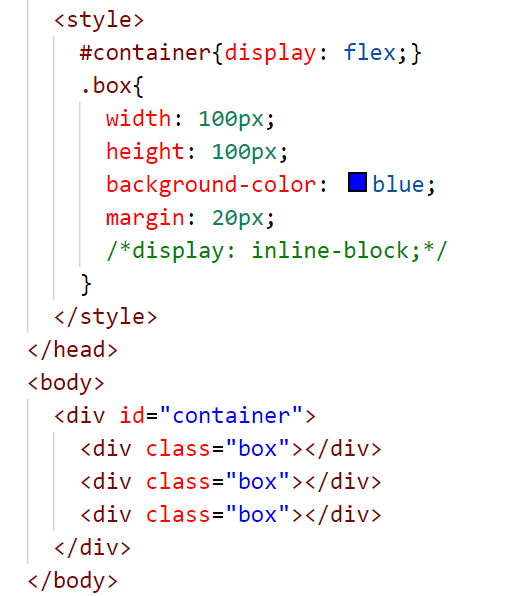 <style>
#container{display: flex;}
.box{
width: 100px;
height: 100px;
background-color: blue;
margin: 20px;
/*display: inline-block;*/
}
</style>
</head>
<body>
<div id="container">
<div class="box"></div>
<div class="box"></div>
<div class="box"></div>
</div>
</body>